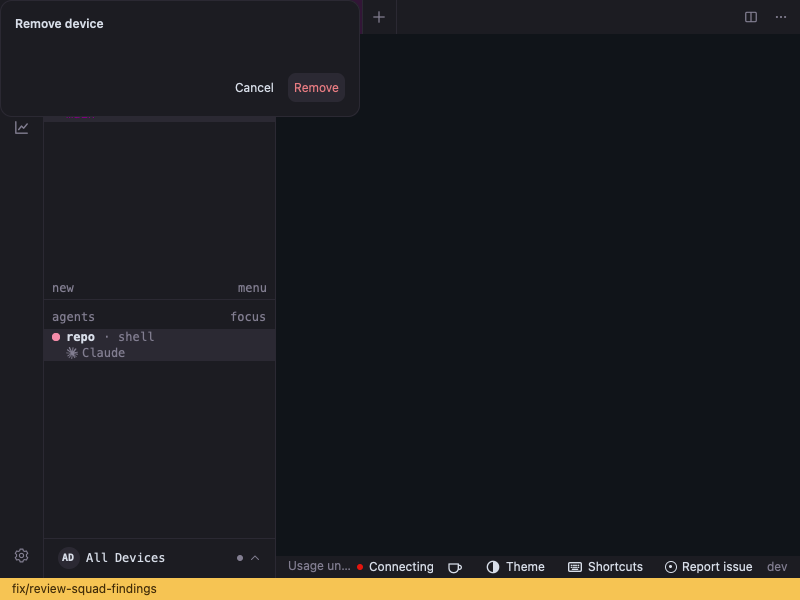 Remove device
Cancel
Remove
new
menu
agents
focus
repo · shell
Claude
AD
All Devices
Usage un...
Connecting
Theme
Shortcuts
Report issue
dev
fix/review-squad-findings